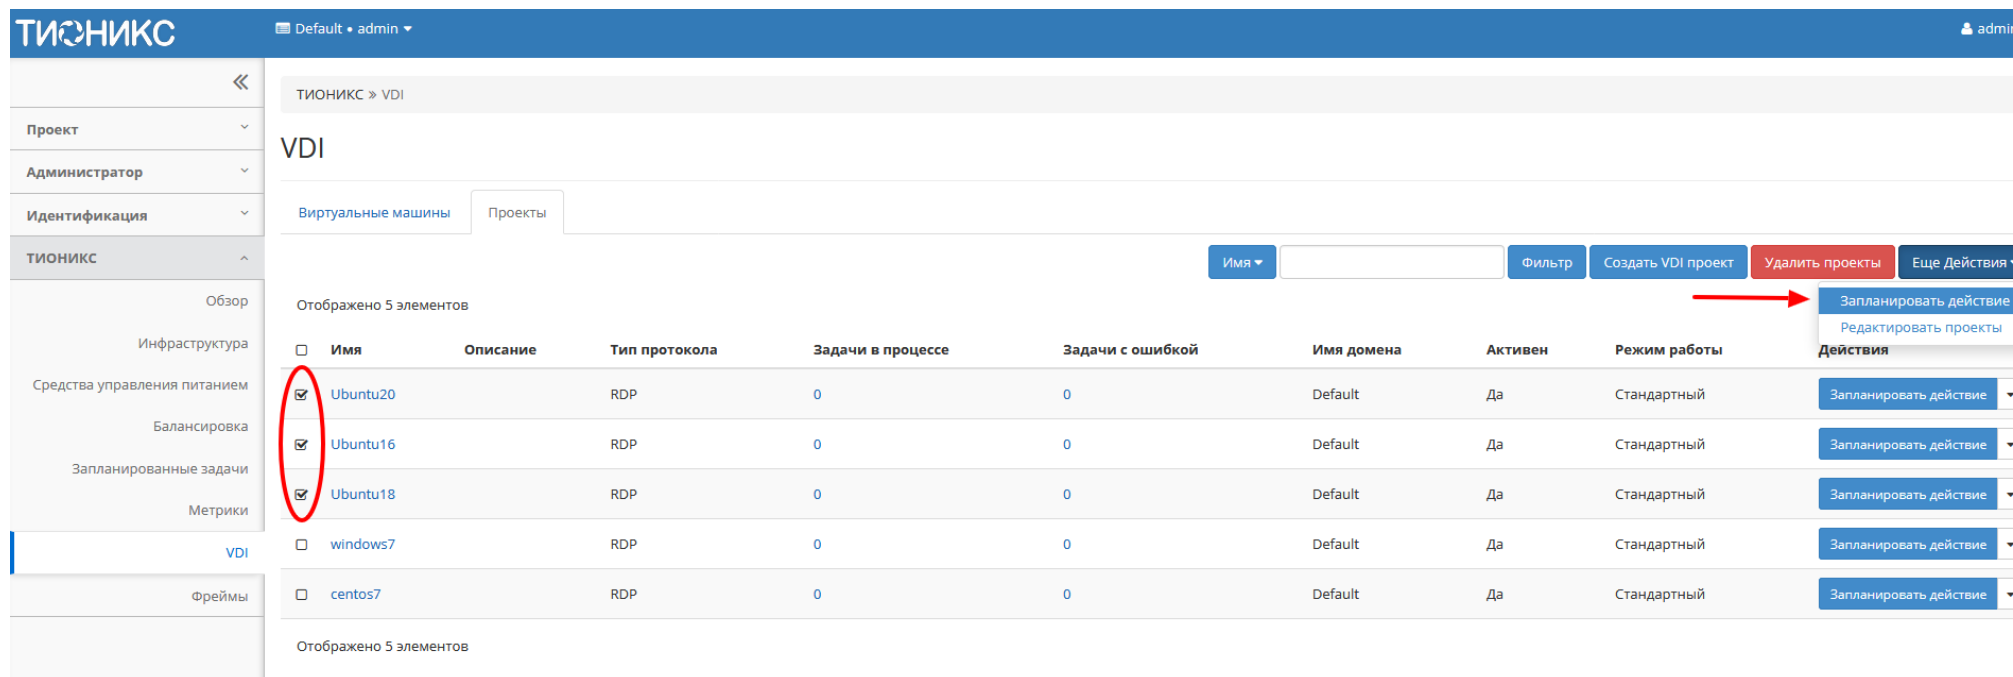 ТИОНИКС
Default • admin
admin
ТИОНИКС » VDI
Проект
Администратор
Идентификация
ТИОНИКС
Обзор
Инфраструктура
Средства управления питанием
Балансировка
Запланированные задачи
Метрики
VDI
Фреймы
VDI
Виртуальные машины Проекты
Имя Фильтр Создать VDI проект Удалить проекты Еще Действия
Запланировать действие
Редактировать проекты
Отображено 5 элементов
Имя Описание Тип протокола Задачи в процессе Задачи с ошибкой Имя домена Активен Режим работы Действия
Ubuntu20 RDP 0 0 Default Да Стандартный Запланировать действие
Ubuntu16 RDP 0 0 Default Да Стандартный Запланировать действие
Ubuntu18 RDP 0 0 Default Да Стандартный Запланировать действие
windows7 RDP 0 0 Default Да Стандартный Запланировать действие
centos7 RDP 0 0 Default Да Стандартный Запланировать действие
Отображено 5 элементов